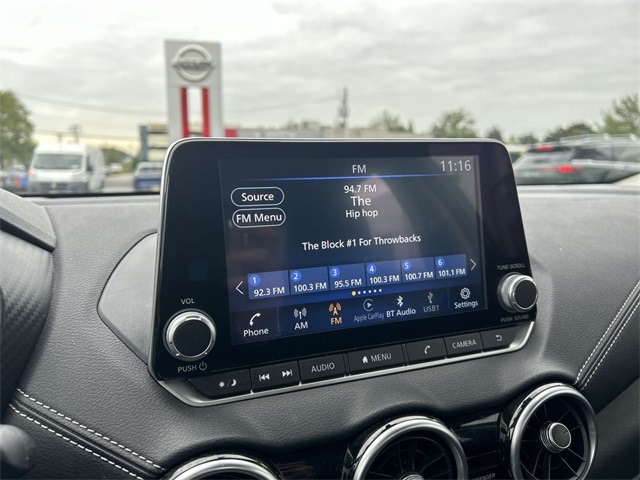 NISSAN
FM
11:16
Source
94.7 FM
The
FM Menu
Hip hop
The Block #1 For Throwbacks
1 2 3 4 5 6
92.3 FM 100.3 FM 95.5 FM 100.3 FM 100.7 FM 101.1 FM
Phone AM FM Apple CarPlay BT Audio USB1 Settings
VOL
PUSH
TUNE SCROLL
PUSH SOUND
AUDIO MENU CAMERA